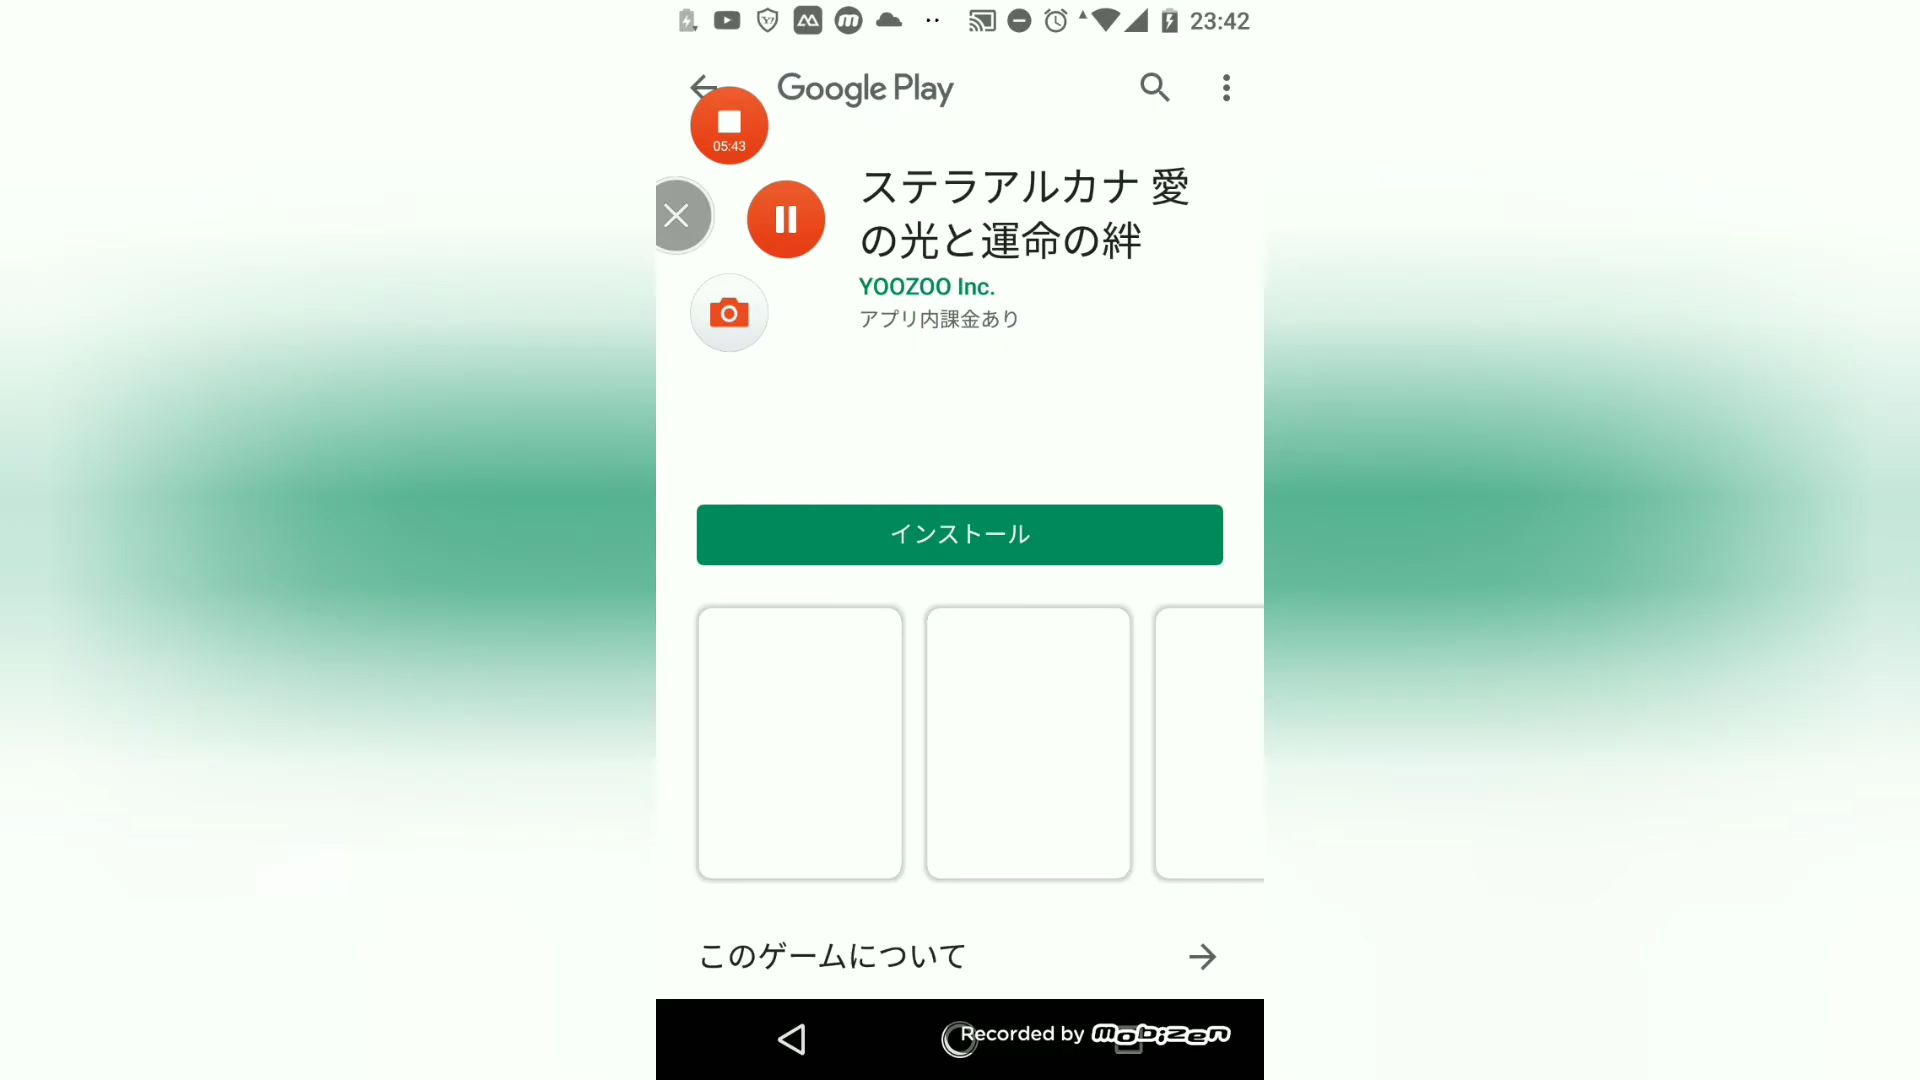 23:42
Google Play
05:43
ステラアルカナ 愛
の光と運命の絆
YOOZOO Inc.
アプリ内課金あり
インストール
このゲームについて
Recorded by mobizen